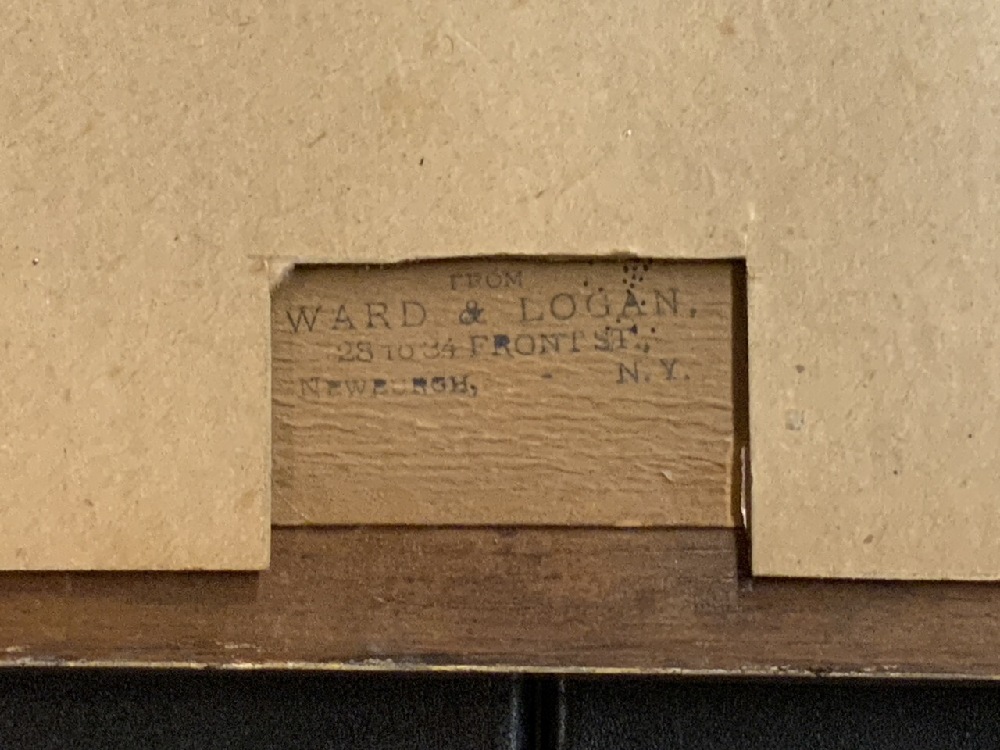 FROM
WARD & LOGAN,
28 TO 34 FRONT ST.,
NEWBURGH, - N. Y.